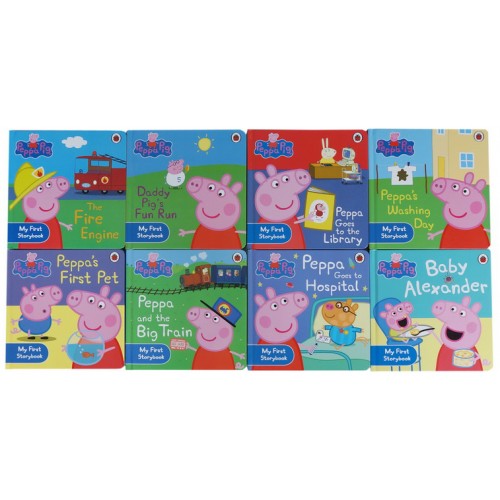 Peppa Pig
The
Fire
Engine
My First
Storybook
Peppa Pig
Daddy
Pig's
Fun Run
My First
Storybook
Peppa Pig
Peppa
Goes to the
Library
My First
Storybook
Peppa Pig
Peppa's
Washing
Day
My First
Storybook
Peppa Pig
Peppa's
First Pet
My First
Storybook
Peppa Pig
Peppa
and the
Big Train
My First
Storybook
Peppa Pig
Peppa
Goes to
Hospital
My First
Storybook
Peppa Pig
Baby
Alexander
My First
Storybook